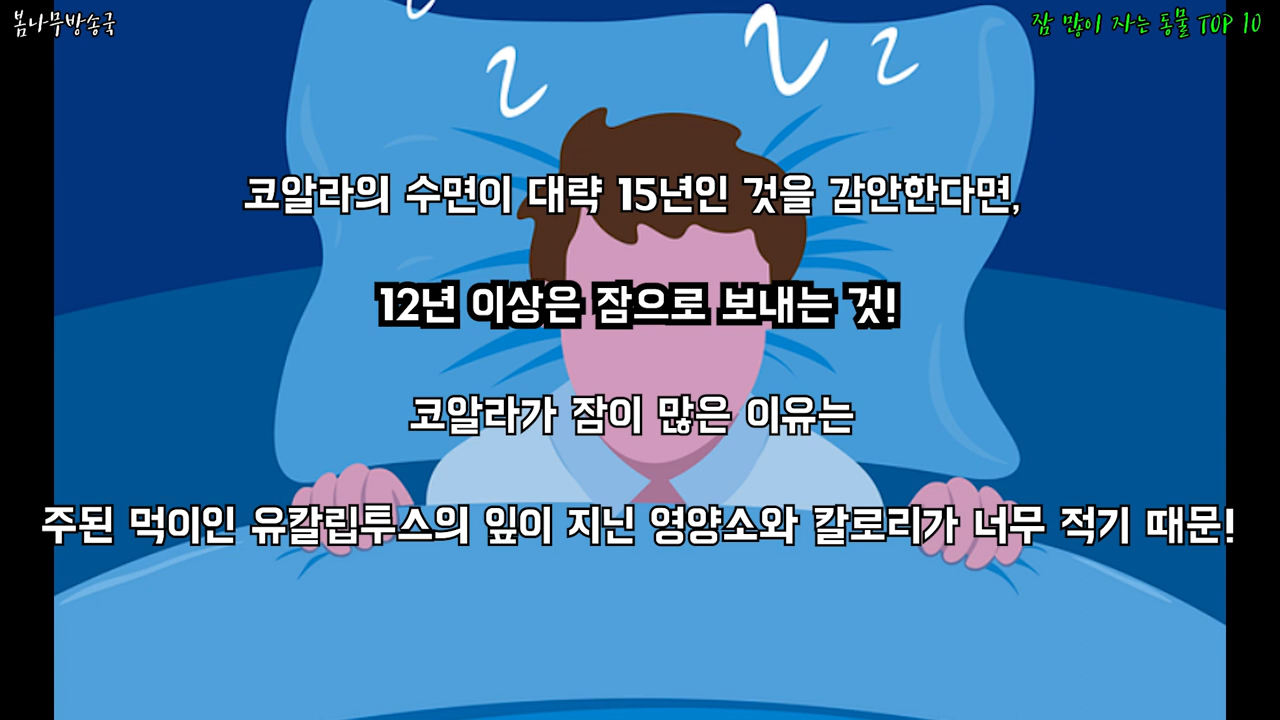 봄나무방송국
잠 많이 자는 동물 TOP 10
코알라의 수면이 대략 15년인 것을 감안한다면,
12년 이상은 잠으로 보내는 것!
코알라가 잠이 많은 이유는
주된 먹이인 유칼립투스의 잎이 지닌 영양소와 칼로리가 너무 적기 때문!
z z z z